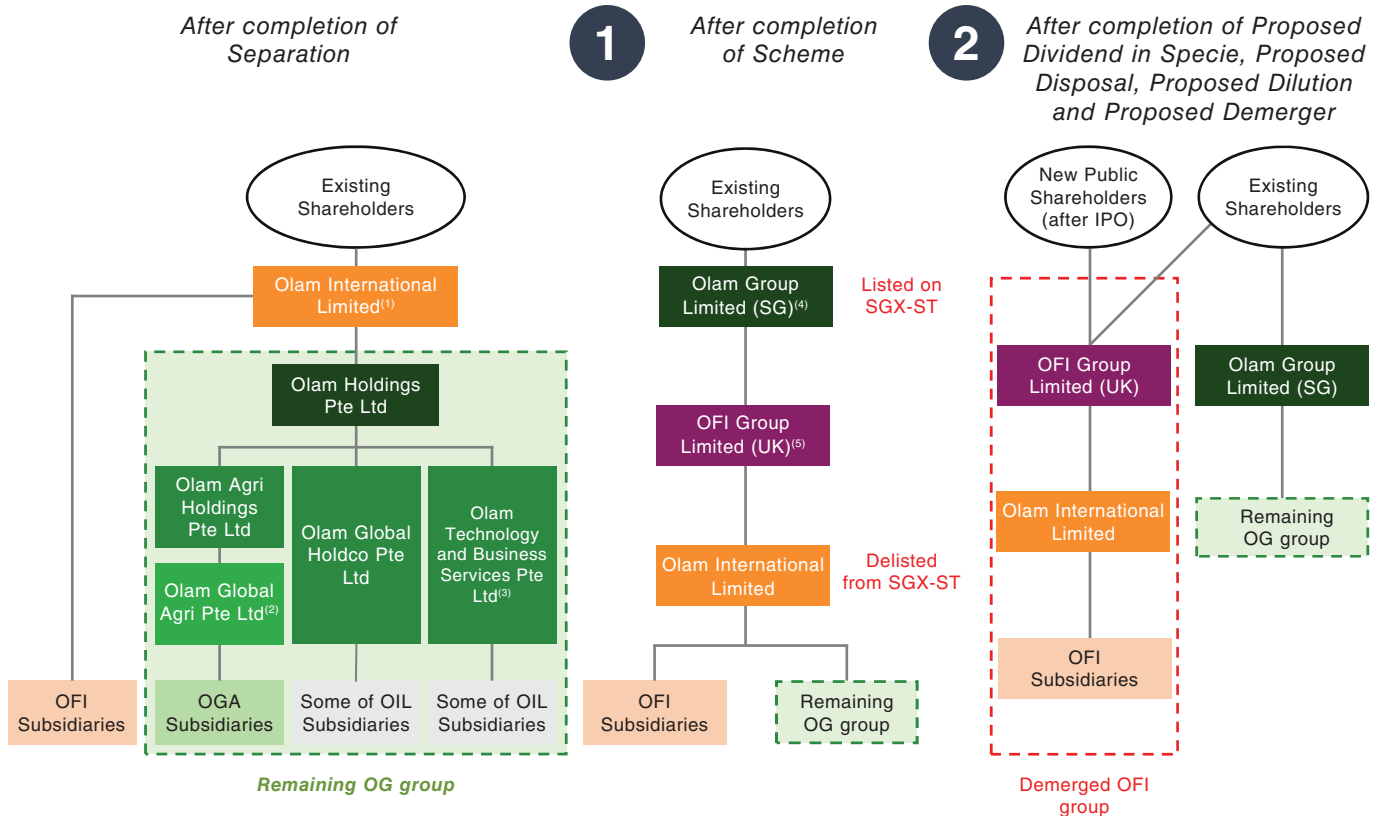 After completion of
Separation
Existing
Shareholders
Olam International
Limited(1)
Olam Holdings
Pte Ltd
Olam Agri
Holdings
Pte Ltd
Olam Global
Holdco Pte
Ltd
Olam
Technology
and Business
Services Pte
Ltd(3)
Olam Global
Agri Pte Ltd(2)
OFI
Subsidiaries
OGA
Subsidiaries
Some of OIL
Subsidiaries
Some of OIL
Subsidiaries
Remaining OG group
1
After completion
of Scheme
Existing
Shareholders
Olam Group
Limited (SG)(4)
Listed on
SGX-ST
OFI Group
Limited (UK)(5)
Olam International
Limited
Delisted
from SGX-ST
OFI
Subsidiaries
Remaining
OG group
2
After completion of Proposed
Dividend in Specie, Proposed
Disposal, Proposed Dilution
and Proposed Demerger
New Public
Shareholders
(after IPO)
Existing
Shareholders
OFI Group
Limited (UK)
Olam Group
Limited (SG)
Olam International
Limited
Remaining
OG group
OFI
Subsidiaries
Demerged OFI
group